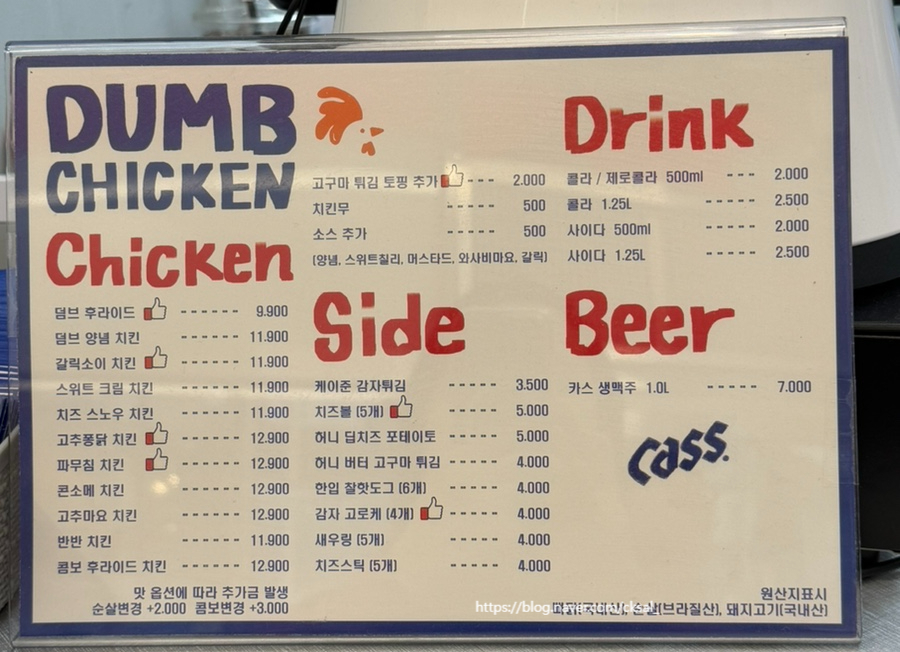 DUMB
CHICKEN
Chicken
덤브 후라이드 ------ 9.900
덤브 양념 치킨 ------ 11.900
갈릭소이 치킨 ------ 11.900
스위트 크림 치킨 ------ 11.900
치즈 스노우 치킨 ------ 11.900
고추퐁닭 치킨 ------ 12.900
파무침 치킨 ------ 12.900
콘소메 치킨 ------ 12.900
고추마요 치킨 ------ 12.900
반반 치킨 ------ 11.900
콤보 후라이드 치킨 ------ 12.900
맛 옵션에 따라 추가금 발생
순살변경 +2.000 콤보변경 +3.000
고구마 튀김 토핑 추가 --- 2.000
치킨무 ----- 500
소스 추가 ----- 500
(양념, 스위트칠리, 머스타드, 와사비마요, 갈릭)
Side
케이준 감자튀김 ----- 3.500
치즈볼 (5개) ----- 5.000
허니 딥치즈 포테이토 ----- 5.000
허니 버터 고구마 튀김 ----- 4.000
한입 찰핫도그 (6개) ----- 4.000
감자 고로케 (4개) ----- 4.000
새우링 (5개) ----- 4.000
치즈스틱 (5개) ----- 4.000
Drink
콜라 / 제로콜라 500ml --- 2.000
콜라 1.25L ----- 2.500
사이다 500ml ----- 2.000
사이다 1.25L ----- 2.500
Beer
카스 생맥주 1.0L ----- 7.000
cass.
원산지표시
(브라질산), 돼지고기(국내산)
https://blog.naver.com/cksal